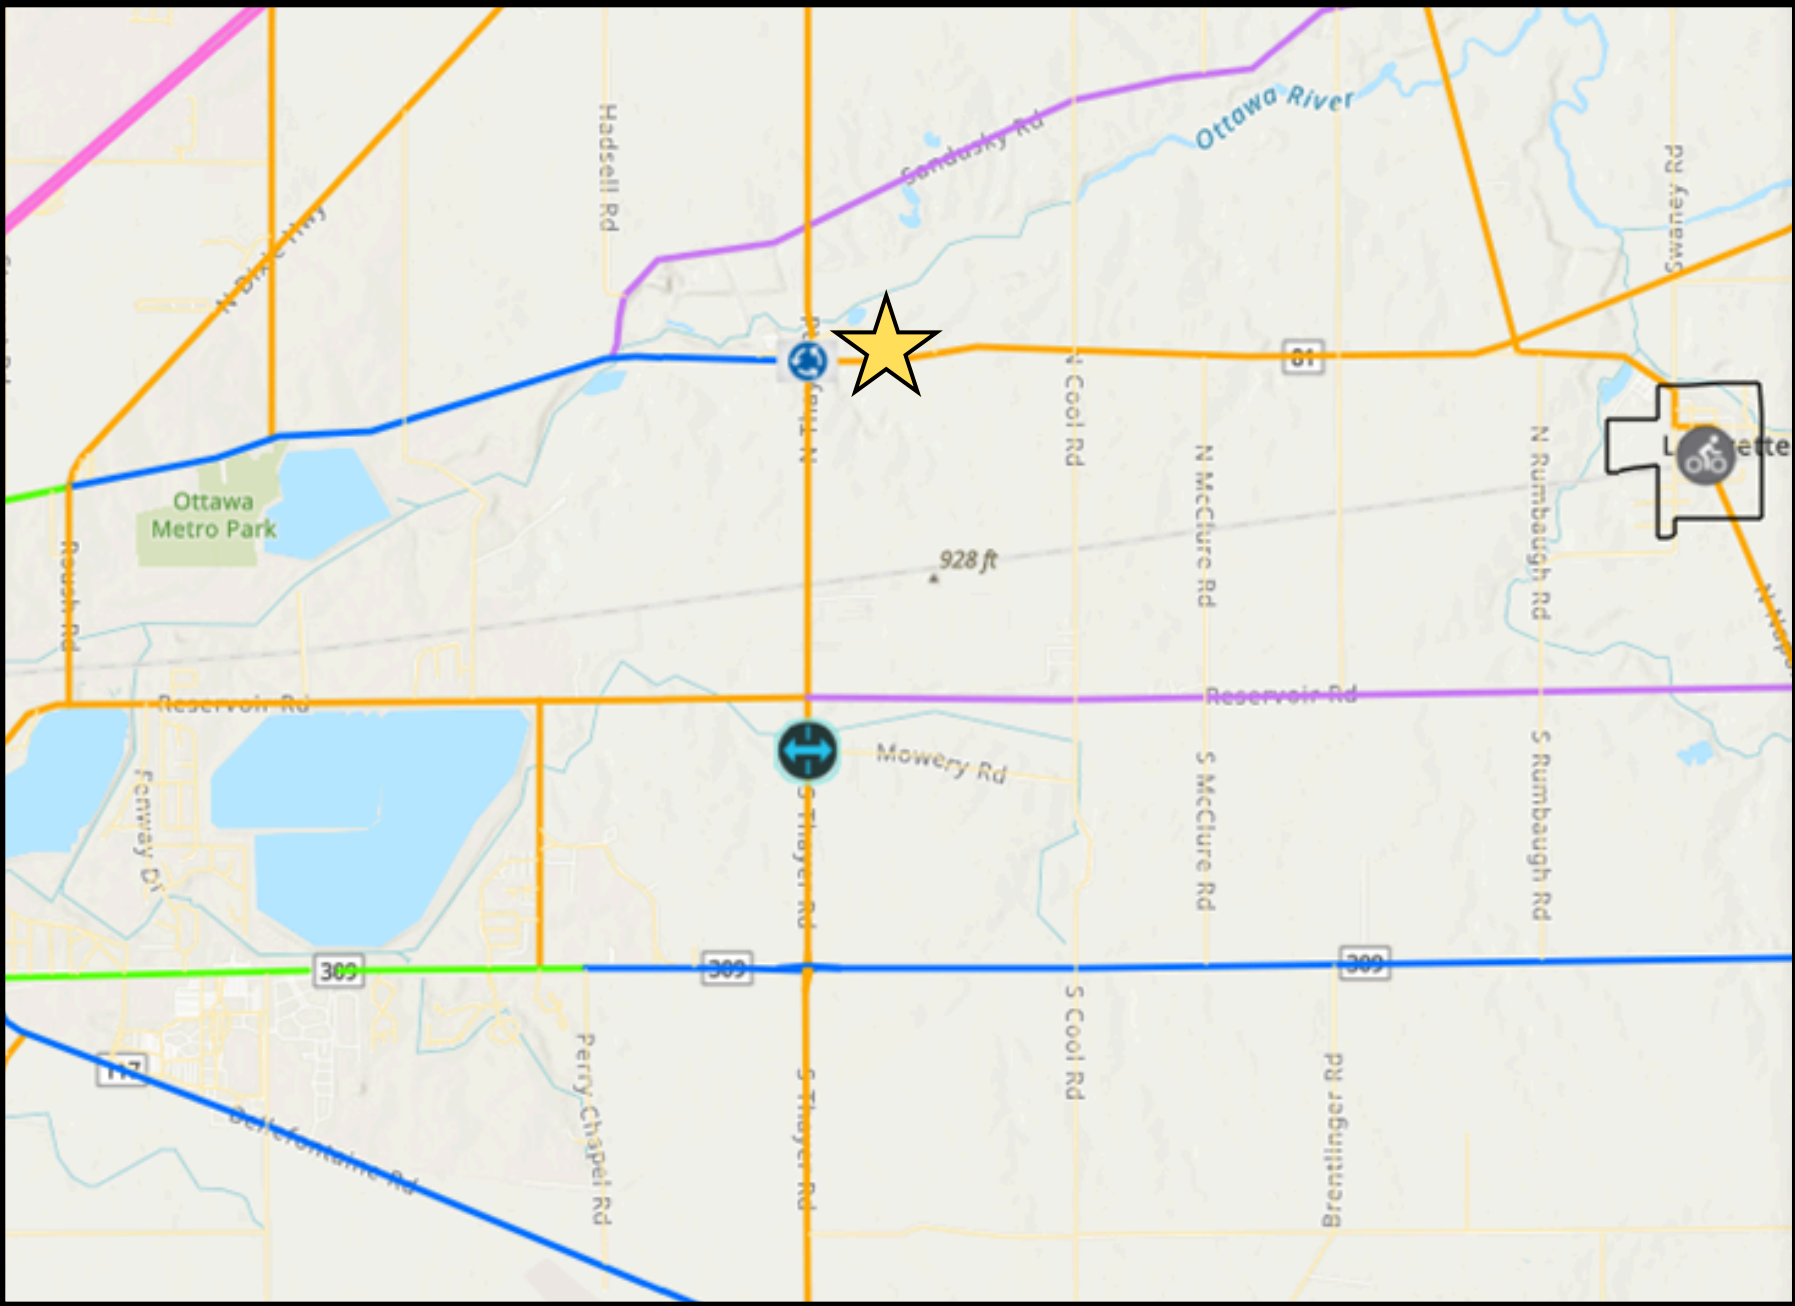 Ottawa River
Sandusky Rd
Hadsell Rd
Swaney Rd
N Dixie Hwy
81
N Cool Rd
N McClure Rd
N Rumbaugh Rd
Ottawa
Metro Park
Roush Rd
928 ft
Reservoir Rd
Reservoir Rd
Mowery Rd
Fenway Dr
S Thayer Rd
S McClure Rd
S Rumbaugh Rd
309
309
309
117
Bellefontaine Rd
Perry Chapel Rd
S Thayer Rd
S Cool Rd
Brentlinger Rd